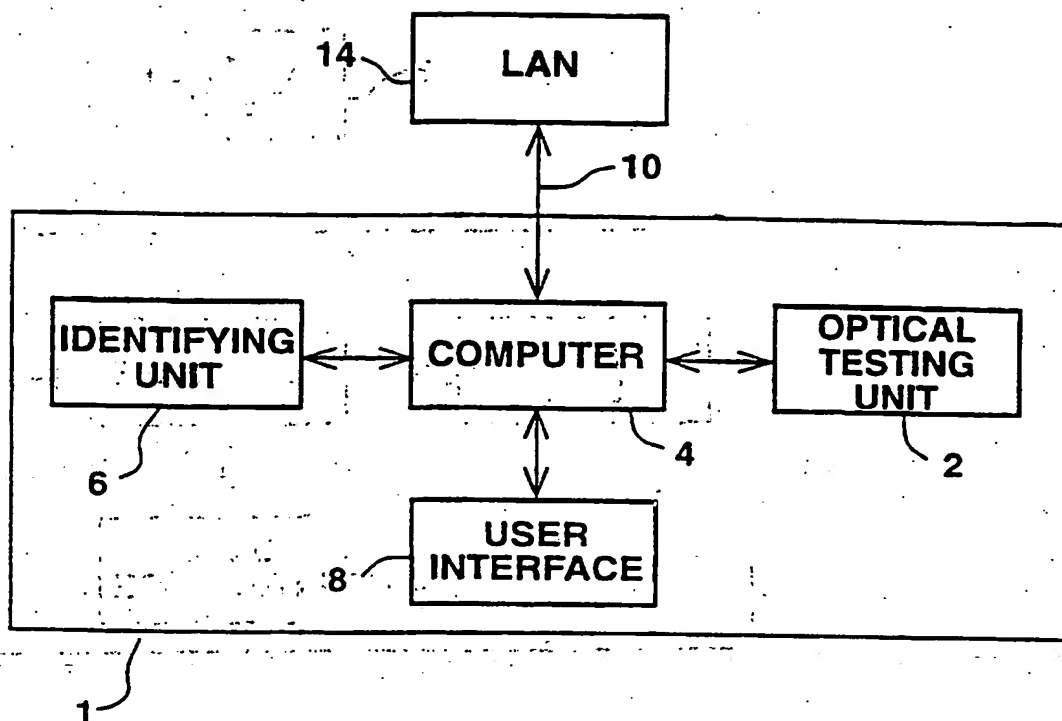 14
LAN
10
IDENTIFYING
UNIT
COMPUTER
OPTICAL
TESTING
UNIT
6
4
2
USER
INTERFACE
8
1